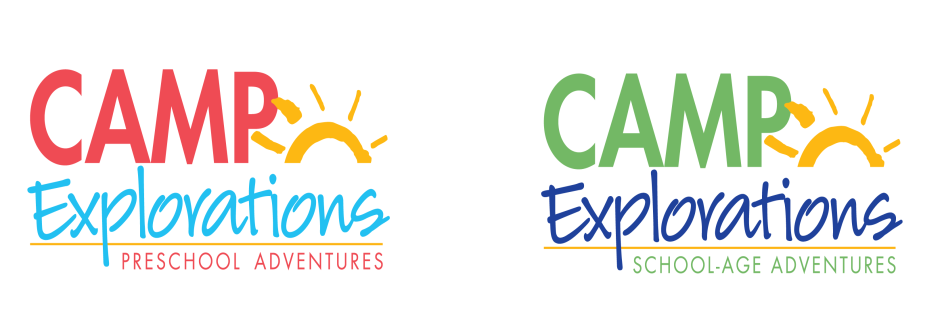 CAMP
Explorations
PRESCHOOL ADVENTURES
CAMP
Explorations
SCHOOL-AGE ADVENTURES